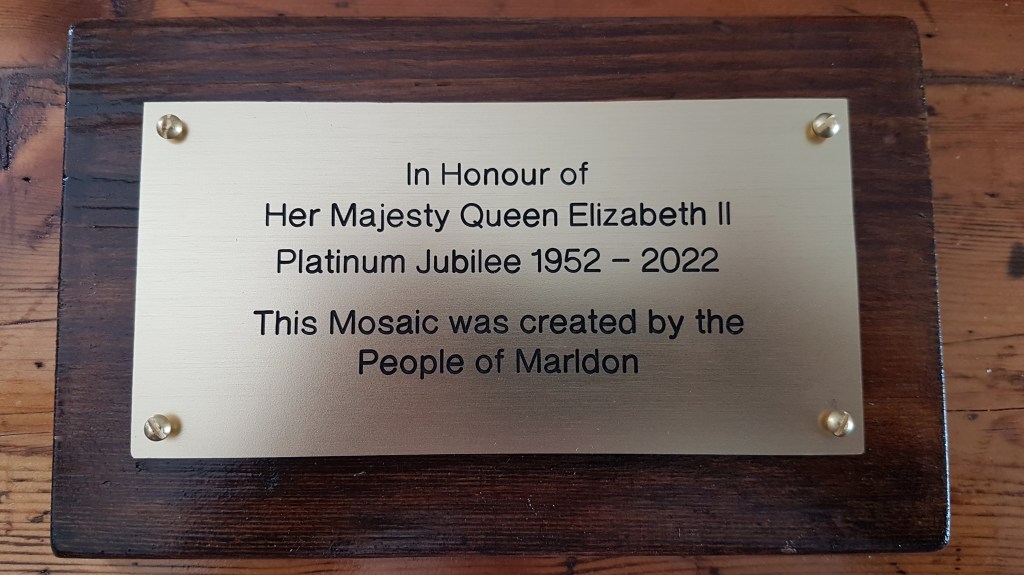 In Honour of
Her Majesty Queen Elizabeth II
Platinum Jubilee 1952 – 2022
This Mosaic was created by the
People of Marldon